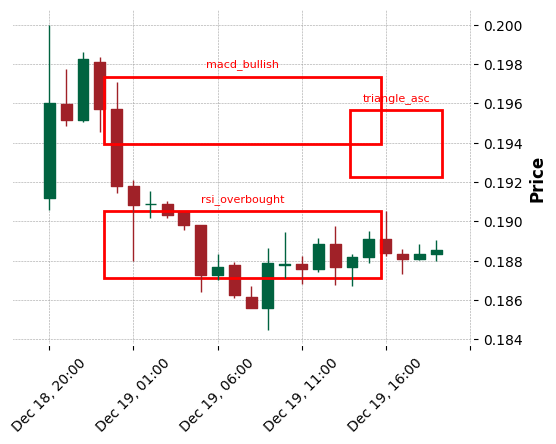 0.200
0.198
macd_bullish
0.196
triangle_asc
0.194
Price
0.192
rsi_overbought
0.190
0.188
0.186
0.184
Dec 18, 20:00
Dec 19, 01:00
Dec 19, 06:00
Dec 19, 11:00
Dec 19, 16:00